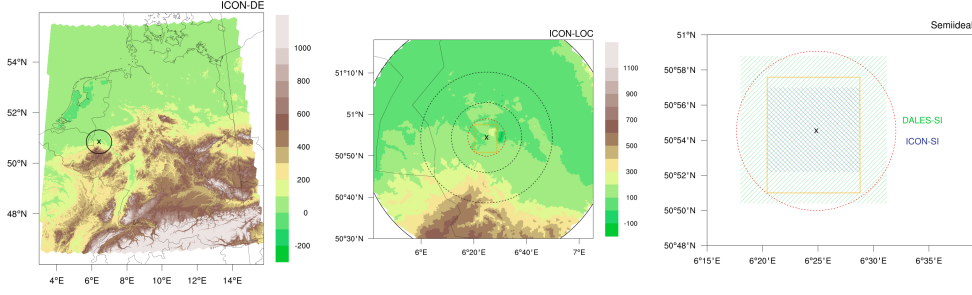 ICON-DE
54°N
52°N
50°N
48°N
4°E 6°E 8°E 10°E 12°E 14°E
1000
800
600
400
200
0
-200
ICON-LOC
51°10'N
51°N
50°50'N
50°40'N
50°30'N
6°E 6°20'E 6°40'E 7°E
1100
900
700
500
300
100
-100
Semiideal
51°N
50°58'N
50°56'N
50°54'N
50°52'N
50°50'N
50°48'N
6°15'E 6°20'E 6°25'E 6°30'E 6°35'E
x
x
x
DALES-SI
ICON-SI